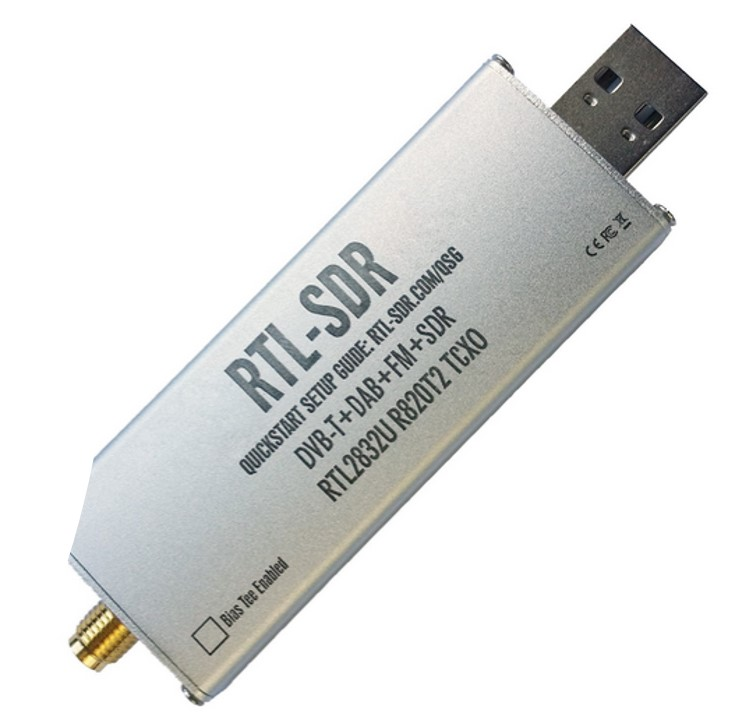 RTL-SDR
QUICKSTART SETUP GUIDE: RTL-SDR.COM/QSG
DVB-T+DAB+FM+SDR
RTL2832U R820T2 TCXO
Bias Tee Enabled
CE FC